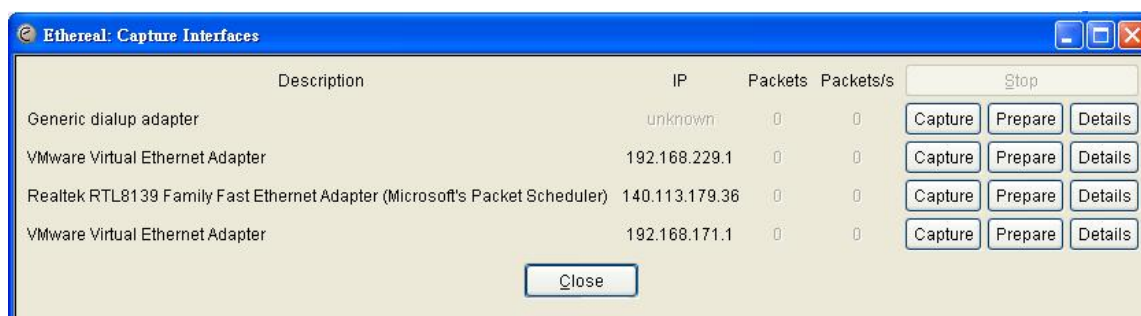 Ethereal: Capture Interfaces
Description IP Packets Packets/s Stop
Generic dialup adapter unknown 0 0 Capture Prepare Details
VMware Virtual Ethernet Adapter 192.168.229.1 0 0 Capture Prepare Details
Realtek RTL8139 Family Fast Ethernet Adapter (Microsoft's Packet Scheduler) 140.113.179.36 0 0 Capture Prepare Details
VMware Virtual Ethernet Adapter 192.168.171.1 0 0 Capture Prepare Details
Close